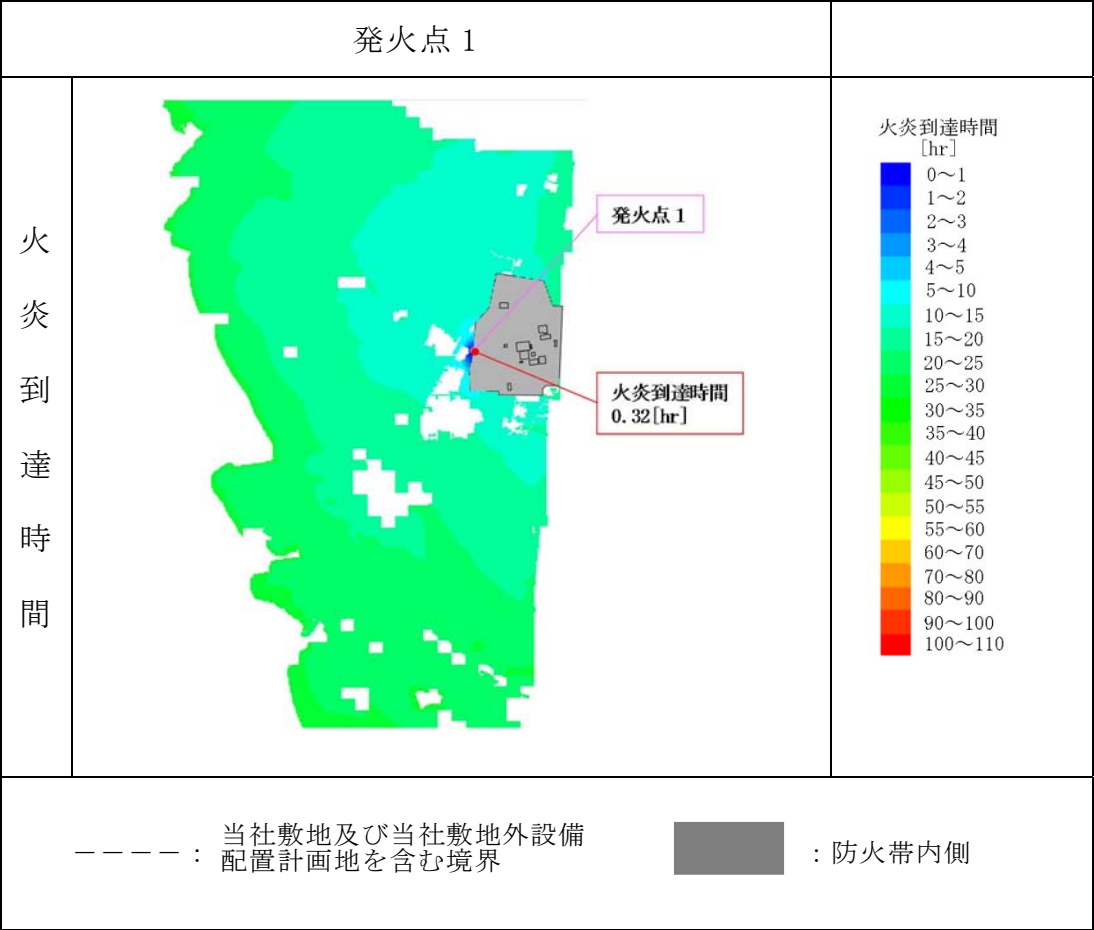 発火点 1
火炎到達時間
発火点 1
火炎到達時間
0.32[hr]
火炎到達時間
[hr]
0～1
1～2
2～3
3～4
4～5
5～10
10～15
15～20
20～25
25～30
30～35
35～40
40～45
45～50
50～55
55～60
60～70
70～80
80～90
90～100
100～110
－－－－：当社敷地及び当社敷地外設備
配置計画地を含む境界
：防火帯内側